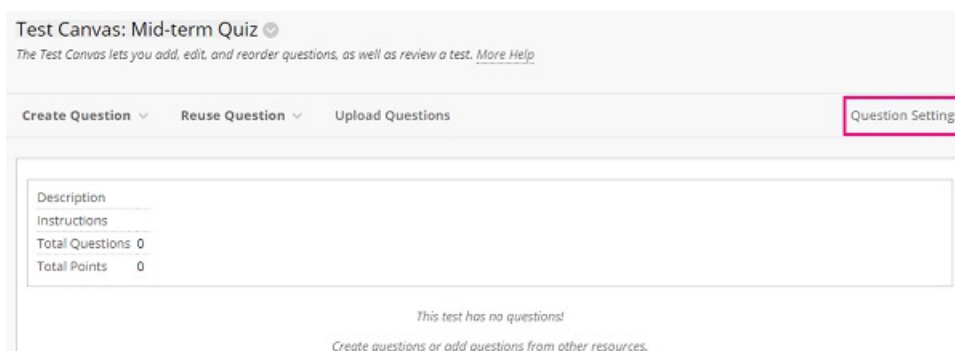 Test Canvas: Mid-term Quiz
The Test Canvas lets you add, edit, and reorder questions, as well as review a test. More Help
Create Question Reuse Question Upload Questions Question Setting
Description
Instructions
Total Questions 0
Total Points 0
This test has no questions!
Create questions or add questions from other resources.